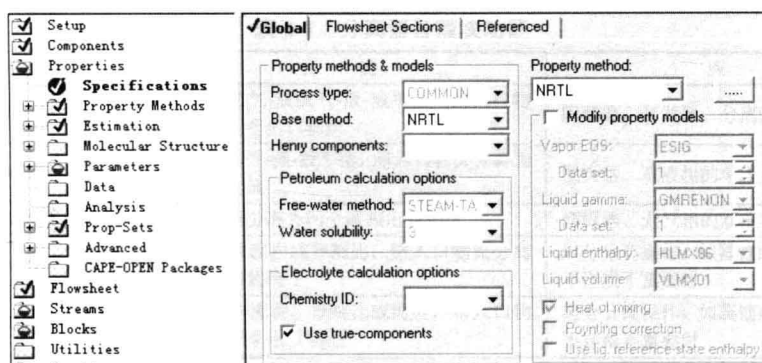 Setup
Components
Properties
Specifications
Property Methods
Estimation
Molecular Structure
Parameters
Data
Analysis
Prop-Sets
Advanced
CAPE-OPEN Packages
Flowsheet
Streams
Blocks
Utilities
Global Flowsheet Sections Referenced
Property methods & models
Process type: COMMON
Base method: NRTL
Henry components:
Petroleum calculation options
Free-water method: STEAM-TA
Water solubility: 3
Electrolyte calculation options
Chemistry ID:
Use true-components
Property method:
NRTL .....
Modify property models
Vapor EOS: ESIG
Data set: 1
Liquid gamma: GMRENON
Data set: 1
Liquid enthalpy: HLMX86
Liquid volume: VLMX01
Heat of mixing
Poynting correction
Use liq. reference state enthalpy